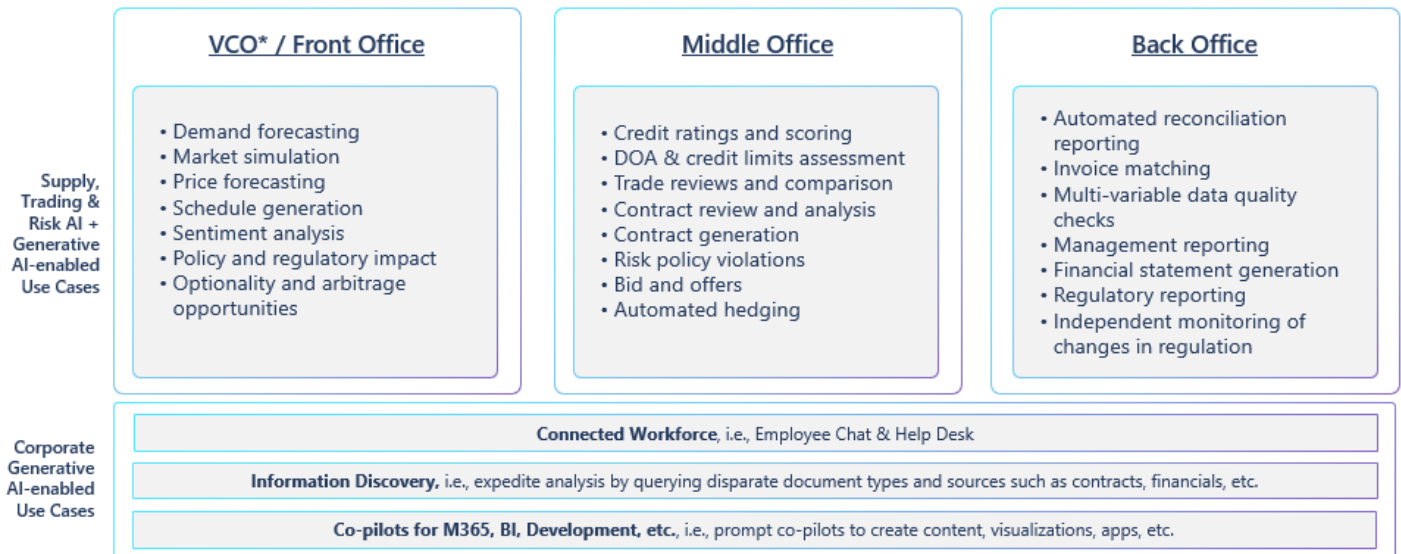 VCO* / Front Office
Middle Office
Back Office
Supply,
Trading &
Risk AI +
Generative
AI-enabled
Use Cases
• Demand forecasting
• Market simulation
• Price forecasting
• Schedule generation
• Sentiment analysis
• Policy and regulatory impact
• Optionality and arbitrage
opportunities
• Credit ratings and scoring
• DOA & credit limits assessment
• Trade reviews and comparison
• Contract review and analysis
• Contract generation
• Risk policy violations
• Bid and offers
• Automated hedging
• Automated reconciliation
reporting
• Invoice matching
• Multi-variable data quality
checks
• Management reporting
• Financial statement generation
• Regulatory reporting
• Independent monitoring of
changes in regulation
Corporate
Generative
AI-enabled
Use Cases
Connected Workforce, i.e., Employee Chat & Help Desk
Information Discovery, i.e., expedite analysis by querying disparate document types and sources such as contracts, financials, etc.
Co-pilots for M365, BI, Development, etc., i.e., prompt co-pilots to create content, visualizations, apps, etc.